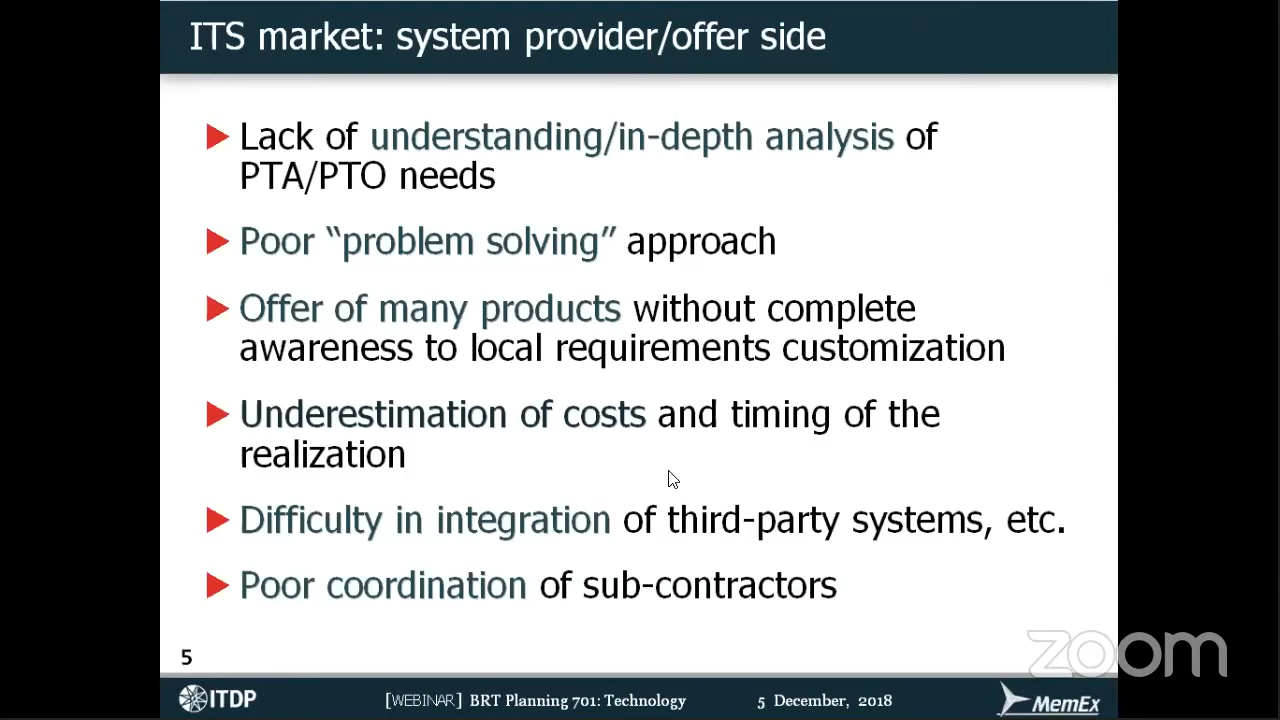 ITS market: system provider/offer side
Lack of understanding/in-depth analysis of
PTA/PTO needs
Poor “problem solving” approach
Offer of many products without complete
awareness to local requirements customization
Underestimation of costs and timing of the
realization
Difficulty in integration of third-party systems, etc.
Poor coordination of sub-contractors
5
zoom
ITDP [WEBINAR] BRT Planning 701: Technology 5 December, 2018 MemEx